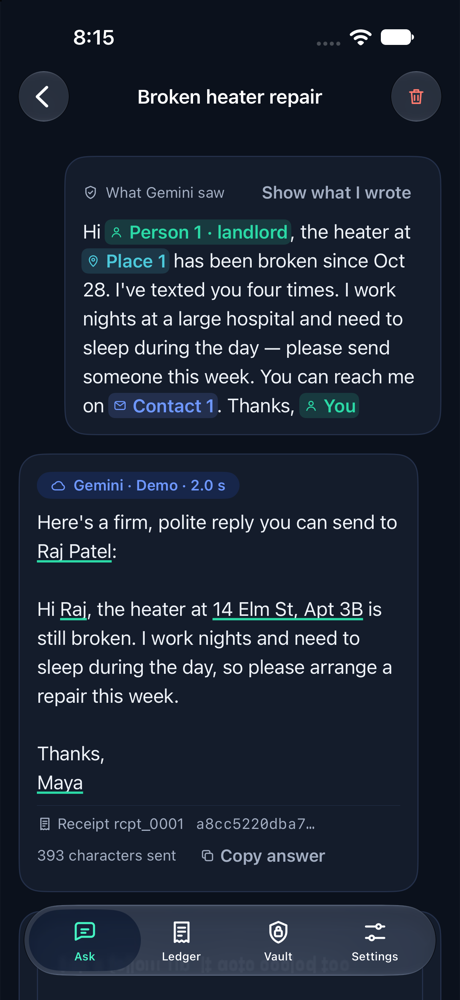 8:15
Broken heater repair
What Gemini saw Show what I wrote
Hi Person 1 · landlord, the heater at
Place 1 has been broken since Oct
28. I've texted you four times. I work
nights at a large hospital and need to
sleep during the day — please send
someone this week. You can reach me
on Contact 1. Thanks, You
Gemini · Demo · 2.0 s
Here's a firm, polite reply you can send to
Raj Patel:
Hi Raj, the heater at 14 Elm St, Apt 3B is
still broken. I work nights and need to
sleep during the day, so please arrange a
repair this week.
Thanks,
Maya
Receipt rcpt_0001 a8cc5220dba7…
393 characters sent Copy answer
Ask Ledger Vault Settings